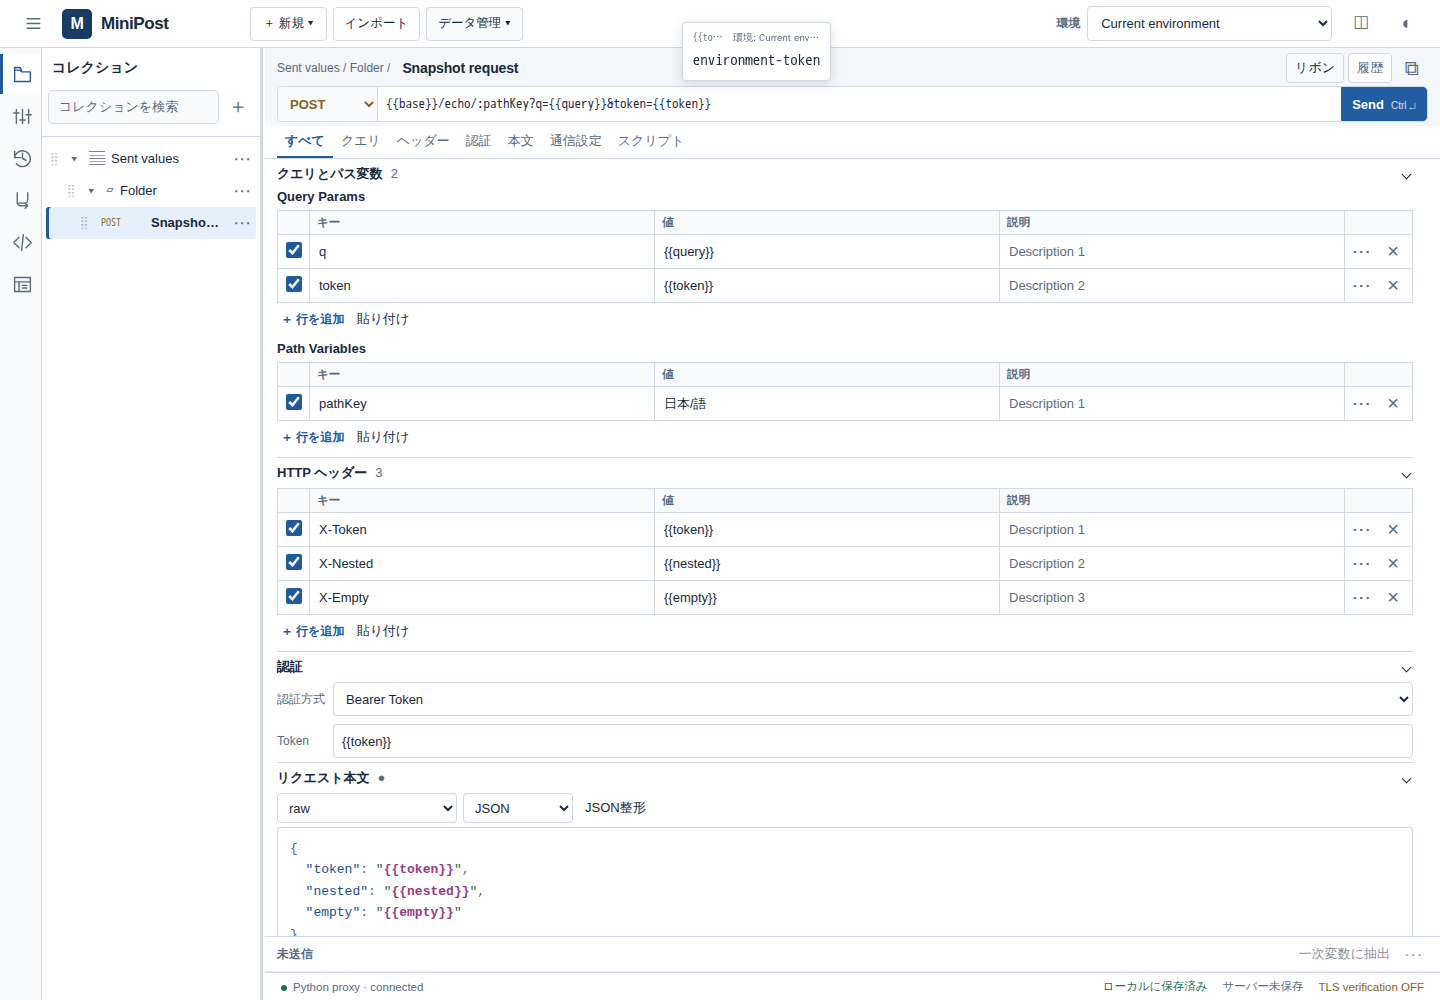 M MiniPost ＋ 新規 ▾ インポート データ管理 ▾ 環境 Current environment
{{to… 環境: Current env…
environment-token
コレクション
コレクションを検索 ＋
Sent values
Folder
POST Snapsho…
Sent values / Folder / Snapshot request リボン 履歴
POST {{base}}/echo/:pathKey?q={{query}}&token={{token}} Send Ctrl ⏎
すべて クエリ ヘッダー 認証 本文 通信設定 スクリプト
クエリとパス変数 2
Query Params
キー 値 説明
q {{query}} Description 1 ··· ×
token {{token}} Description 2 ··· ×
＋ 行を追加 貼り付け
Path Variables
キー 値 説明
pathKey 日本/語 Description 1 ··· ×
＋ 行を追加 貼り付け
HTTP ヘッダー 3
キー 値 説明
X-Token {{token}} Description 1 ··· ×
X-Nested {{nested}} Description 2 ··· ×
X-Empty {{empty}} Description 3 ··· ×
＋ 行を追加 貼り付け
認証
認証方式 Bearer Token
Token {{token}}
リクエスト本文 ●
raw JSON JSON整形
{
"token": "{{token}}",
"nested": "{{nested}}",
"empty": "{{empty}}"
}
未送信 一次変数に抽出 ···
● Python proxy · connected ローカルに保存済み サーバー未保存 TLS verification OFF